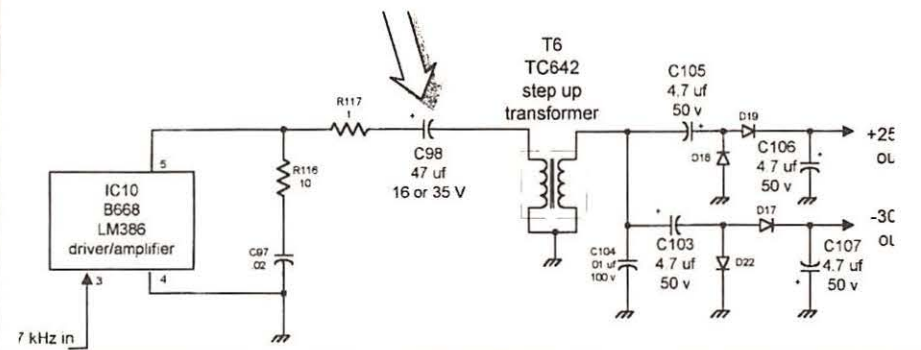 T6
TC642
step up
transformer
C105
4.7 uf
50 v
D19
+25
OU
D18
C106
4.7 uf
50 v
R117
1
+
C98
47 uf
16 or 35 V
5
R116
10
IC10
B668
LM386
driver/amplifier
C97
.02
3
4
7 kHz in
C104
.01 uf
100 v
+
C103
4.7 uf
50 v
D17
D22
-30
OU
C107
4.7 uf
50 v
+